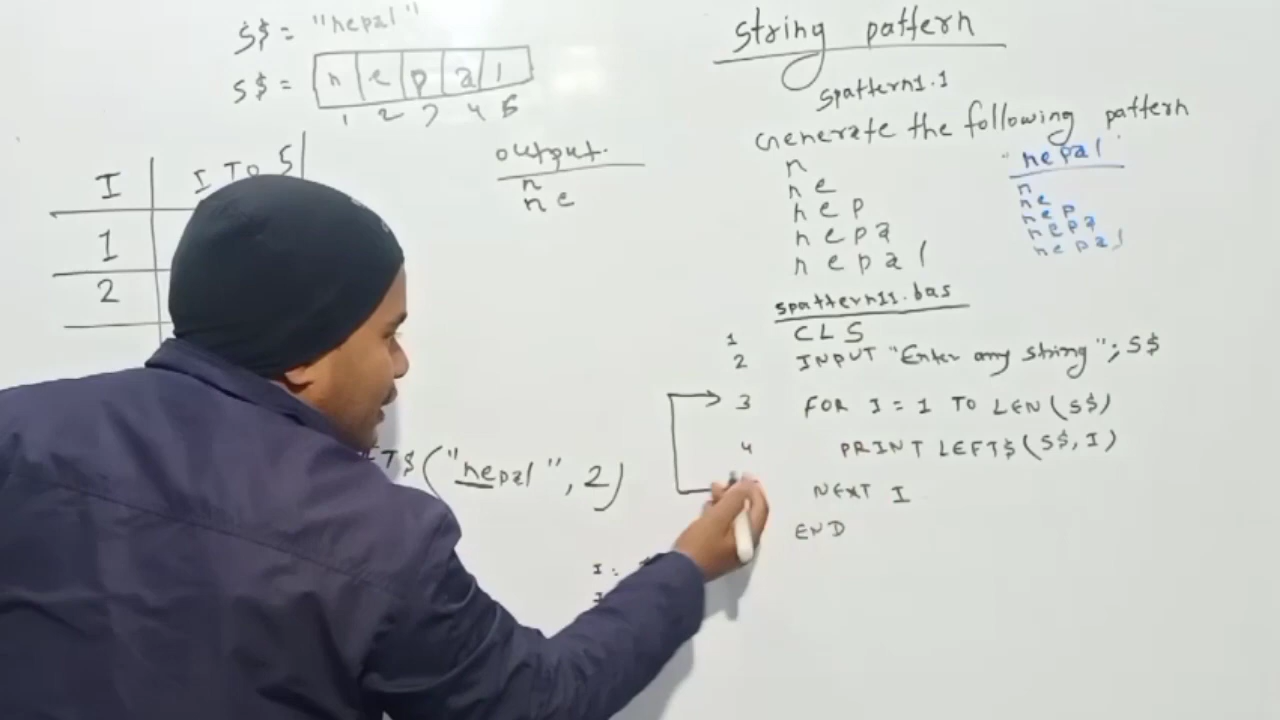 S$ = "nepal"
S$ = n e p a l
1 2 3 4 5
I I TO 5
1
2
output.
n
n e
T$("nepal", 2)
I =
String pattern
Spattern1.1
Generate the following pattern
n
n e
n e p
n e p a
n e p a l
nepal
n
n e
n e p
n e p a
n e p a l
spattern11.bas
1 CLS
2 INPUT "Enter any string"; S$
3 FOR I = 1 TO LEN(S$)
4 PRINT LEFT$(S$, I)
NEXT I
END